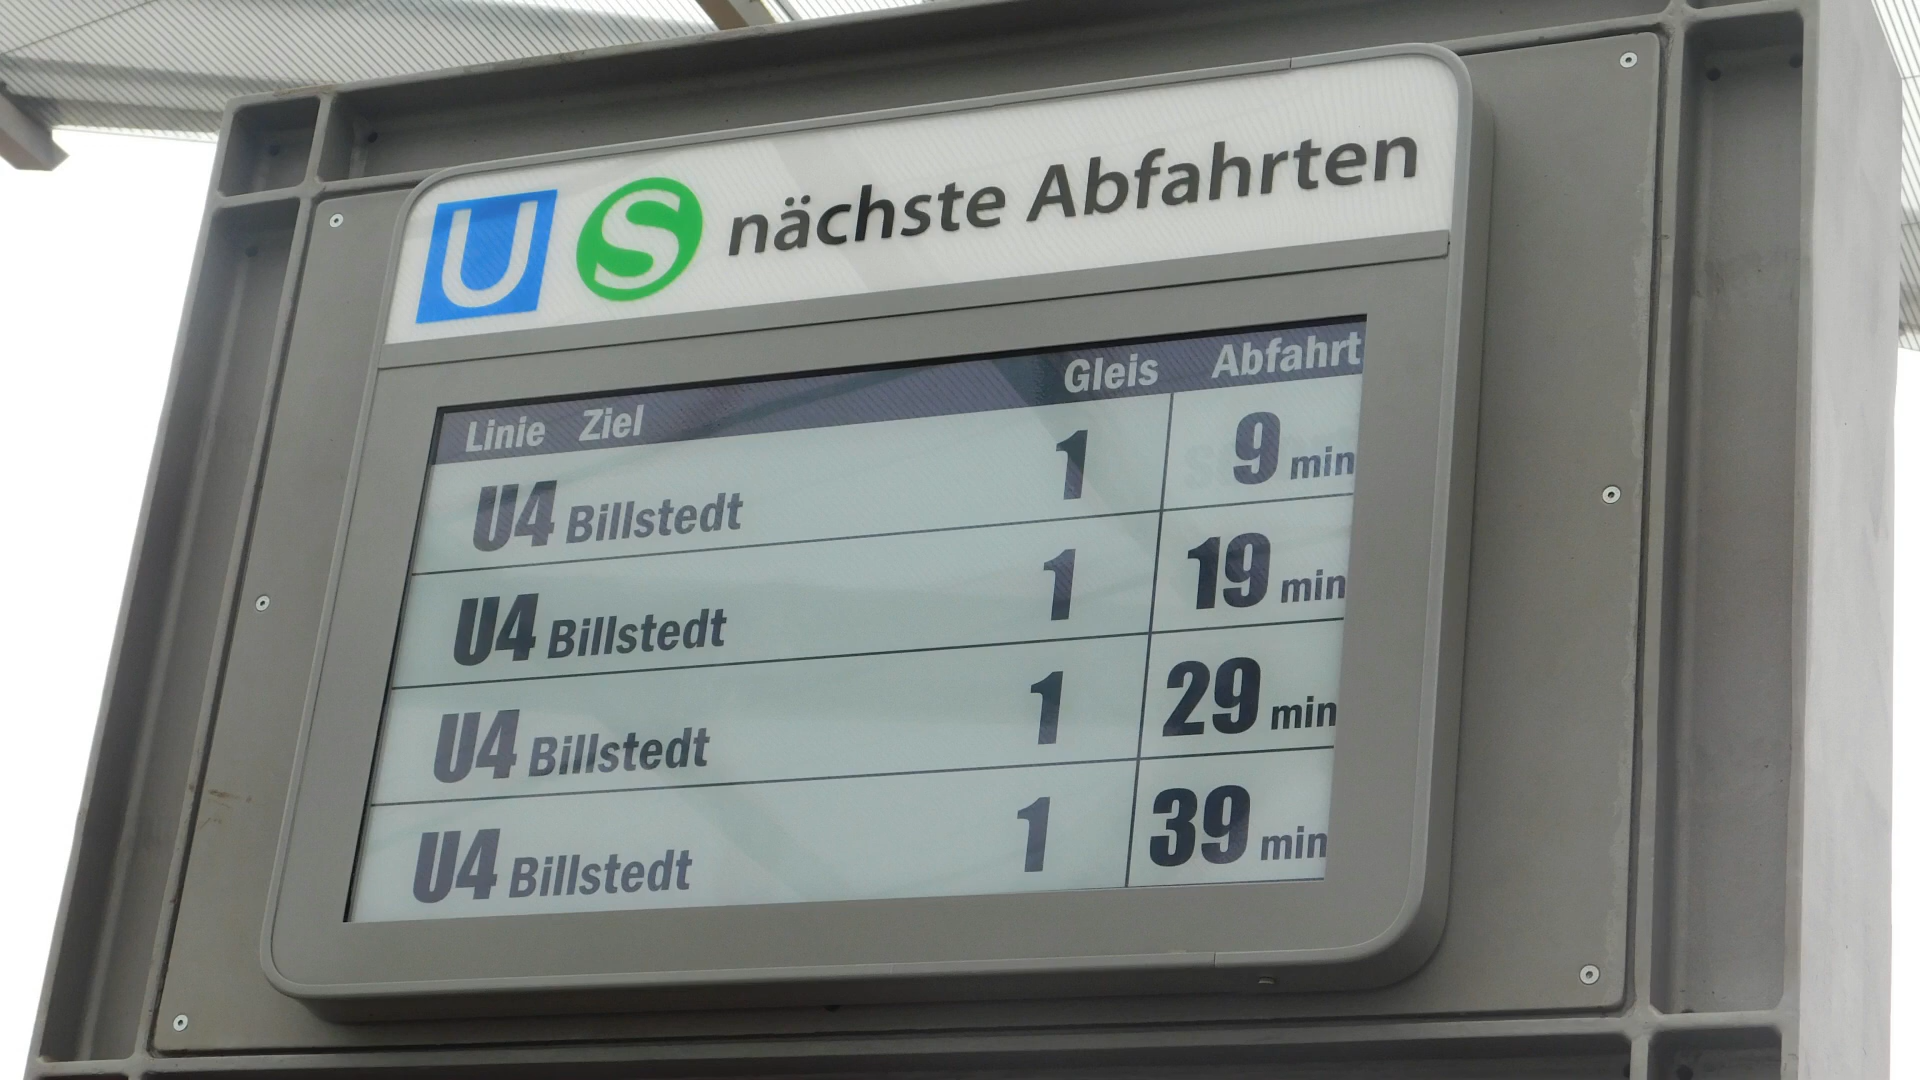 U S nächste Abfahrten
Linie Ziel Gleis Abfahrt
U4 Billstedt 1 9 min
U4 Billstedt 1 19 min
U4 Billstedt 1 29 min
U4 Billstedt 1 39 min